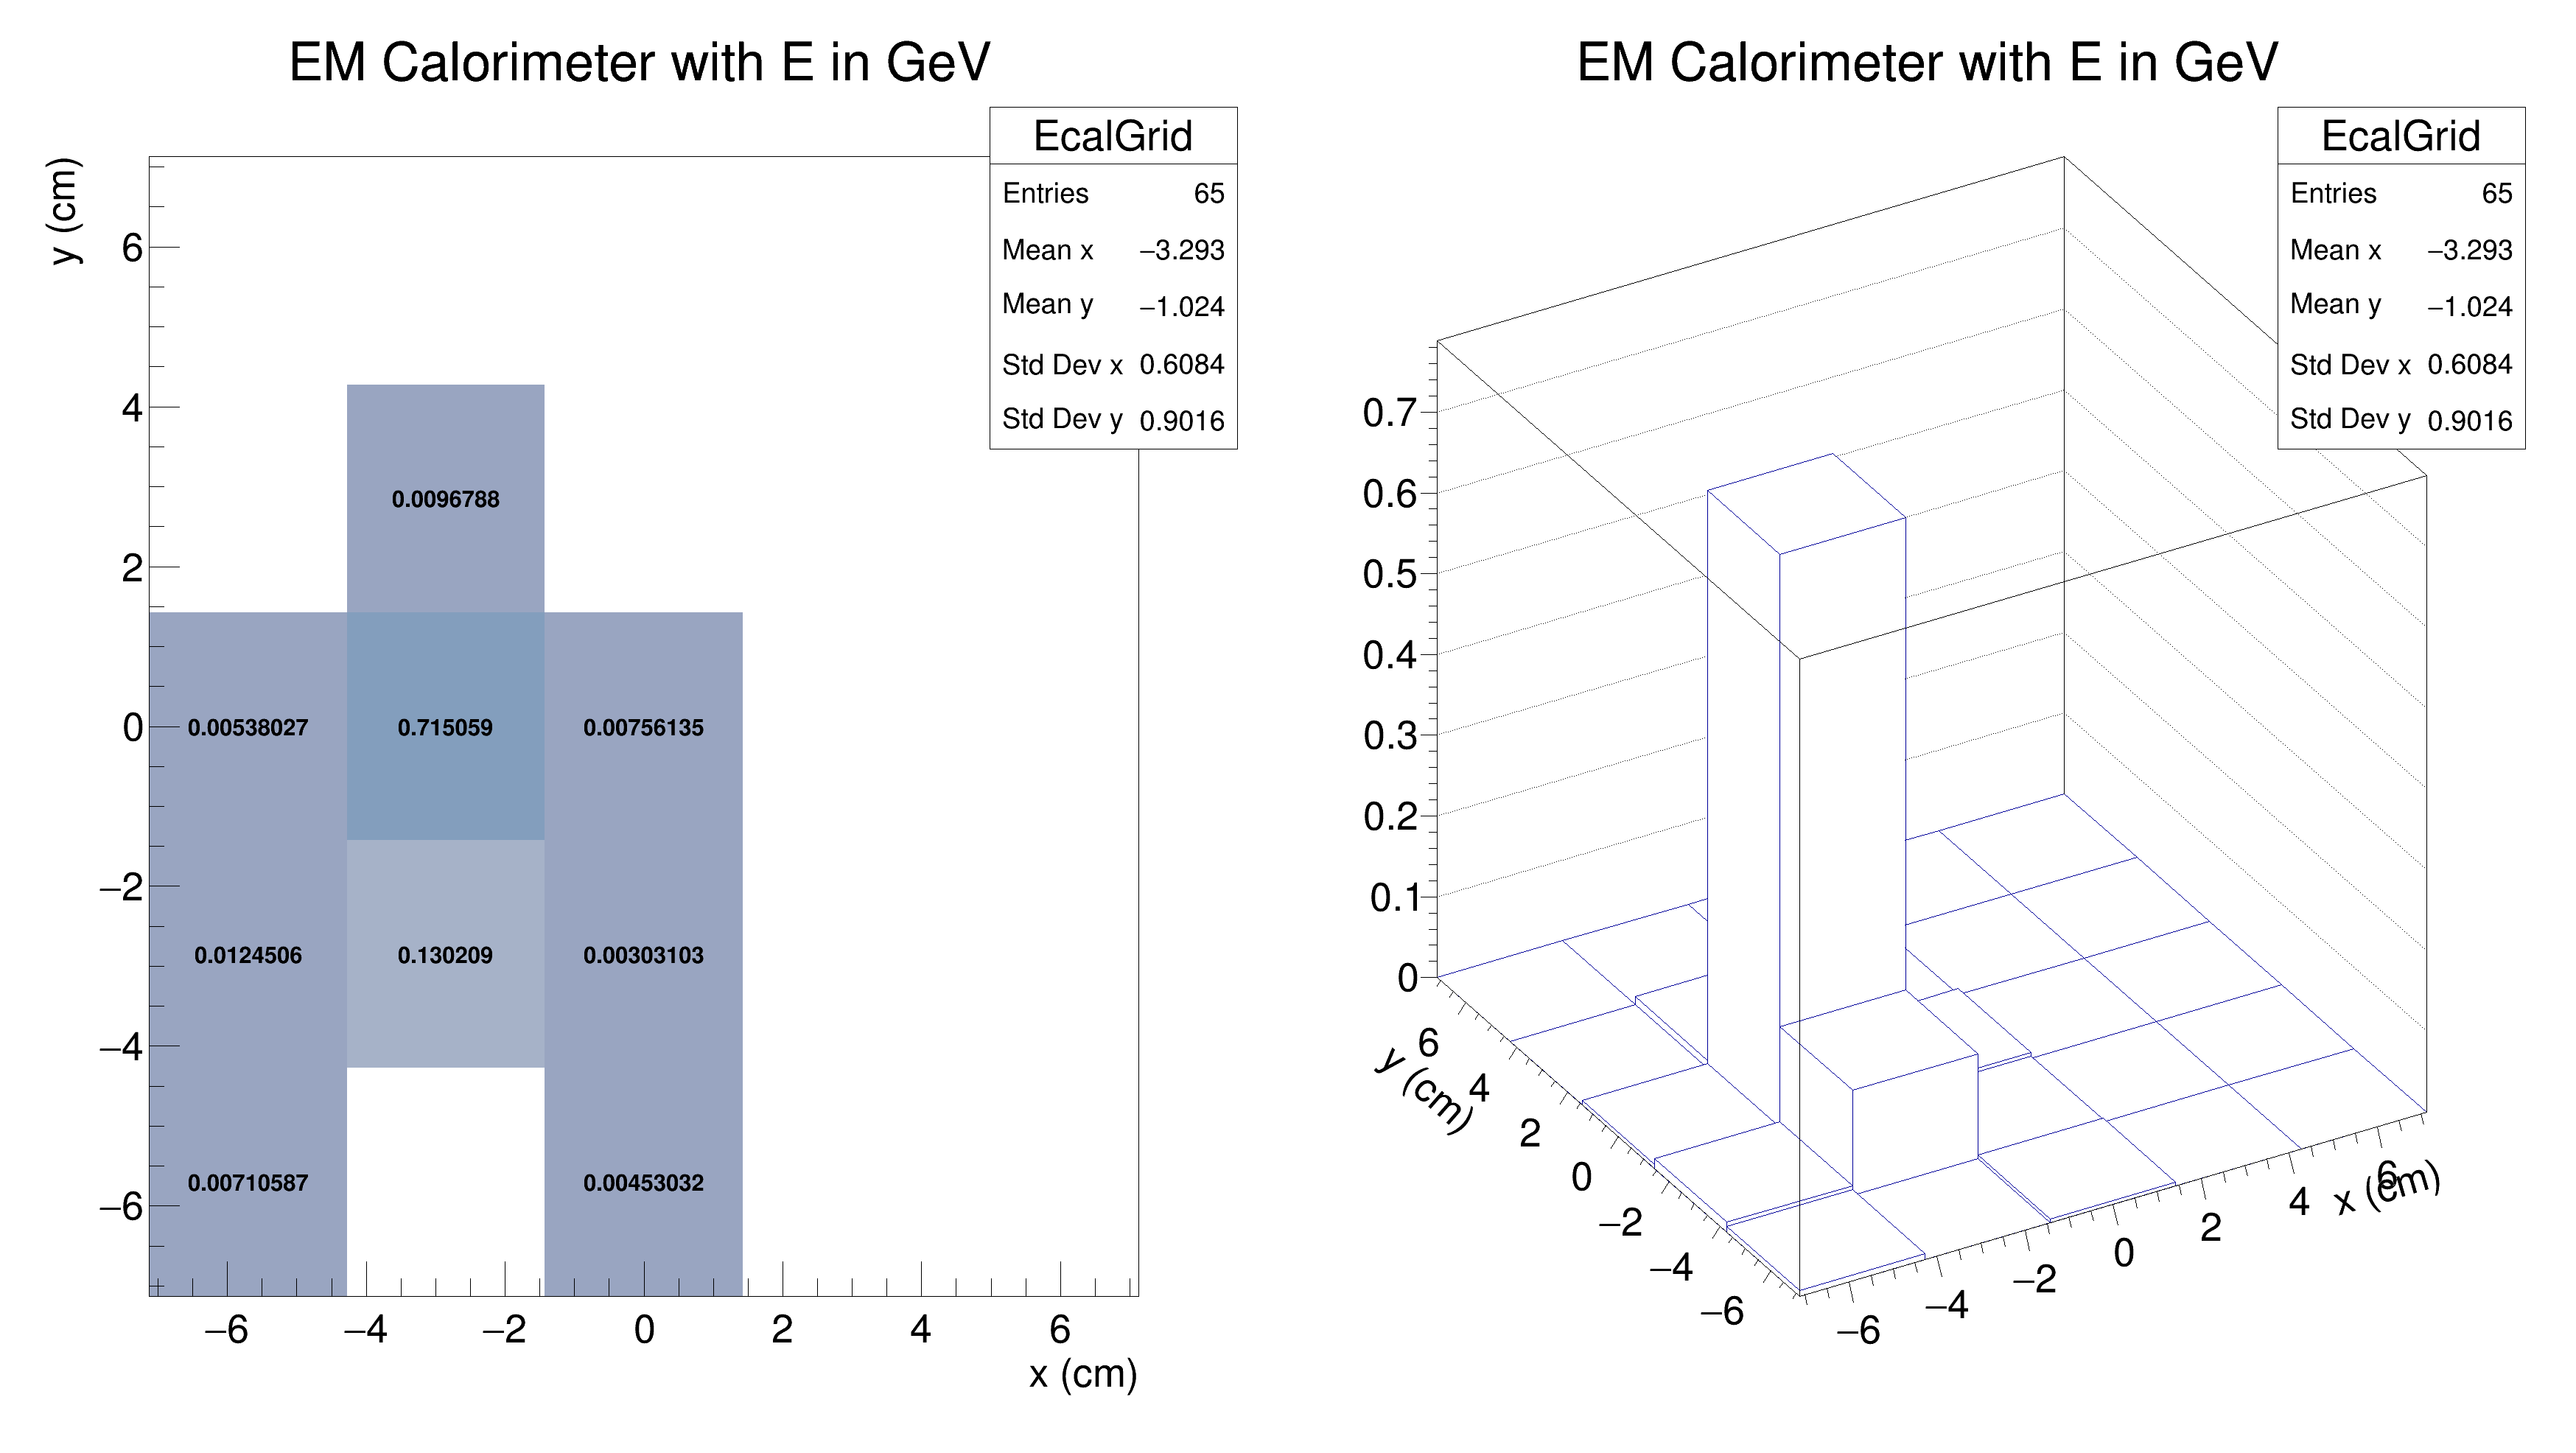 EM Calorimeter with E in GeV
EcalGrid
Entries 65
Mean x −3.293
Mean y −1.024
Std Dev x 0.6084
Std Dev y 0.9016
y (cm)
6
4
2
0
−2
−4
−6
0.0096788
0.00538027 0.715059 0.00756135
0.0124506 0.130209 0.00303103
0.00710587 0.00453032
−6 −4 −2 0 2 4 6
x (cm)
EM Calorimeter with E in GeV
EcalGrid
Entries 65
Mean x −3.293
Mean y −1.024
Std Dev x 0.6084
Std Dev y 0.9016
0.7
0.6
0.5
0.4
0.3
0.2
0.1
0
y (cm)
6
4
2
0
−2
−4
−6
−6 −4 −2 0 2 4 6
x (cm)